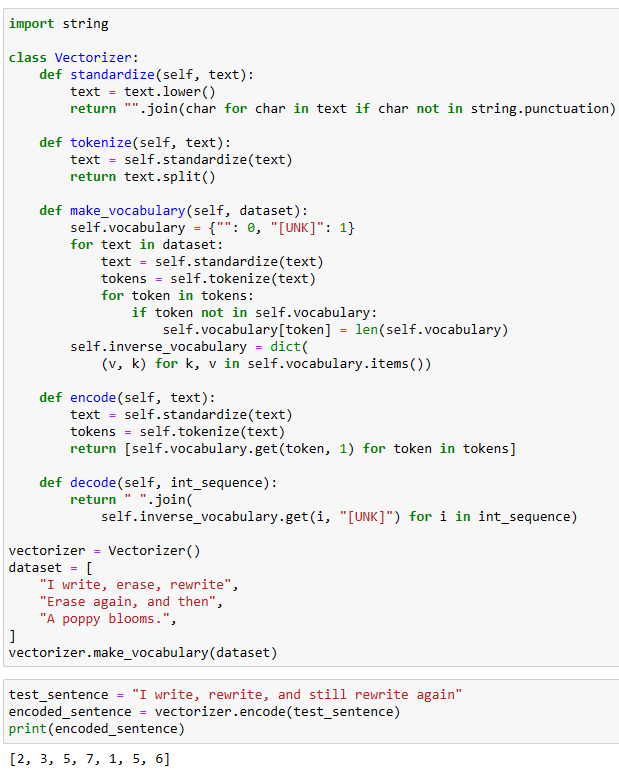 import string

class Vectorizer:
    def standardize(self, text):
        text = text.lower()
        return "".join(char for char in text if char not in string.punctuation)

    def tokenize(self, text):
        text = self.standardize(text)
        return text.split()

    def make_vocabulary(self, dataset):
        self.vocabulary = {"": 0, "[UNK]": 1}
        for text in dataset:
            text = self.standardize(text)
            tokens = self.tokenize(text)
            for token in tokens:
                if token not in self.vocabulary:
                    self.vocabulary[token] = len(self.vocabulary)
        self.inverse_vocabulary = dict(
            (v, k) for k, v in self.vocabulary.items())

    def encode(self, text):
        text = self.standardize(text)
        tokens = self.tokenize(text)
        return [self.vocabulary.get(token, 1) for token in tokens]

    def decode(self, int_sequence):
        return " ".join(
            self.inverse_vocabulary.get(i, "[UNK]") for i in int_sequence)

vectorizer = Vectorizer()
dataset = [
    "I write, erase, rewrite",
    "Erase again, and then",
    "A poppy blooms.",
]
vectorizer.make_vocabulary(dataset)

test_sentence = "I write, rewrite, and still rewrite again"
encoded_sentence = vectorizer.encode(test_sentence)
print(encoded_sentence)

[2, 3, 5, 7, 1, 5, 6]